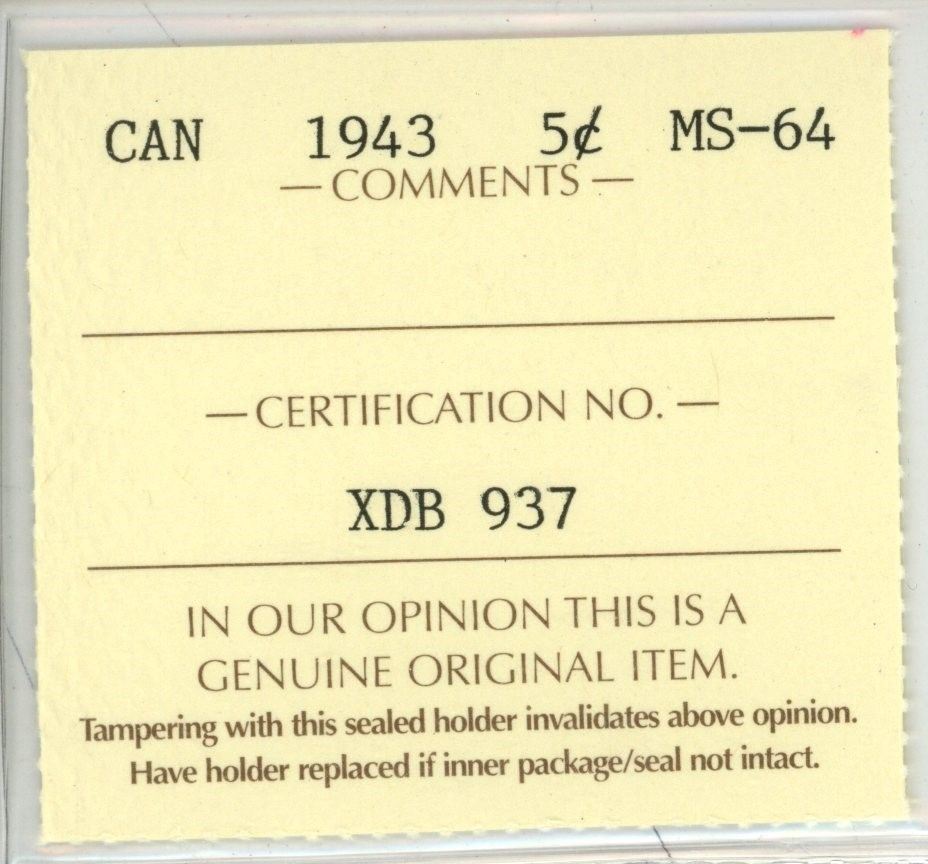 CAN 1943 5¢ MS-64
— COMMENTS —
— CERTIFICATION NO. —
XDB 937
IN OUR OPINION THIS IS A
GENUINE ORIGINAL ITEM.
Tampering with this sealed holder invalidates above opinion.
Have holder replaced if inner package/seal not intact.